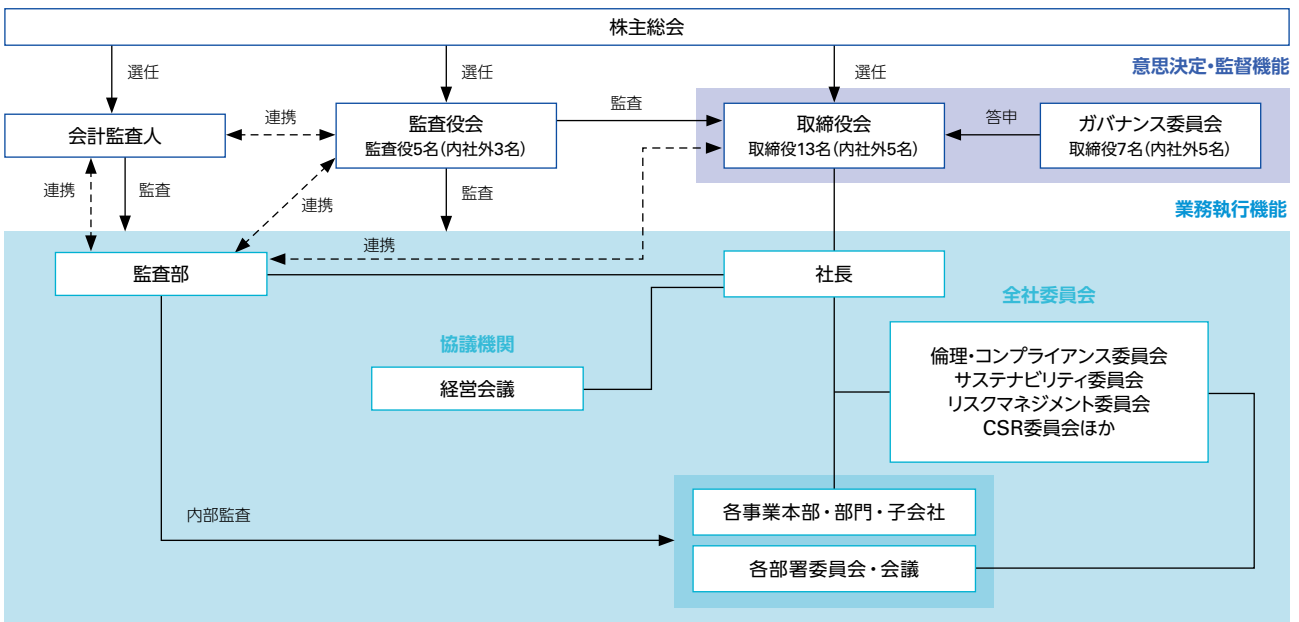 株主総会
選任
選任
選任
意思決定・監督機能
会計監査人
連携
監査役会
監査役5名(内社外3名)
監査
取締役会
取締役13名(内社外5名)
答申
ガバナンス委員会
取締役7名(内社外5名)
連携
監査
連携
監査
業務執行機能
連携
監査部
社長
全社委員会
協議機関
経営会議
倫理・コンプライアンス委員会
サステナビリティ委員会
リスクマネジメント委員会
CSR委員会ほか
内部監査
各事業本部・部門・子会社
各部署委員会・会議